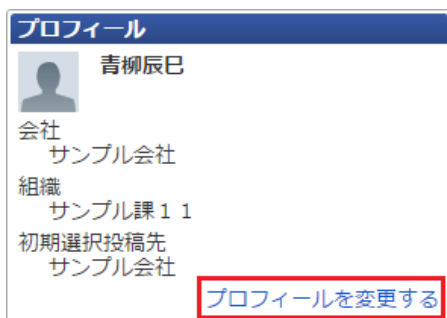 プロフィール
青柳辰巳
会社
サンプル会社
組織
サンプル課１１
初期選択投稿先
サンプル会社
プロフィールを変更する